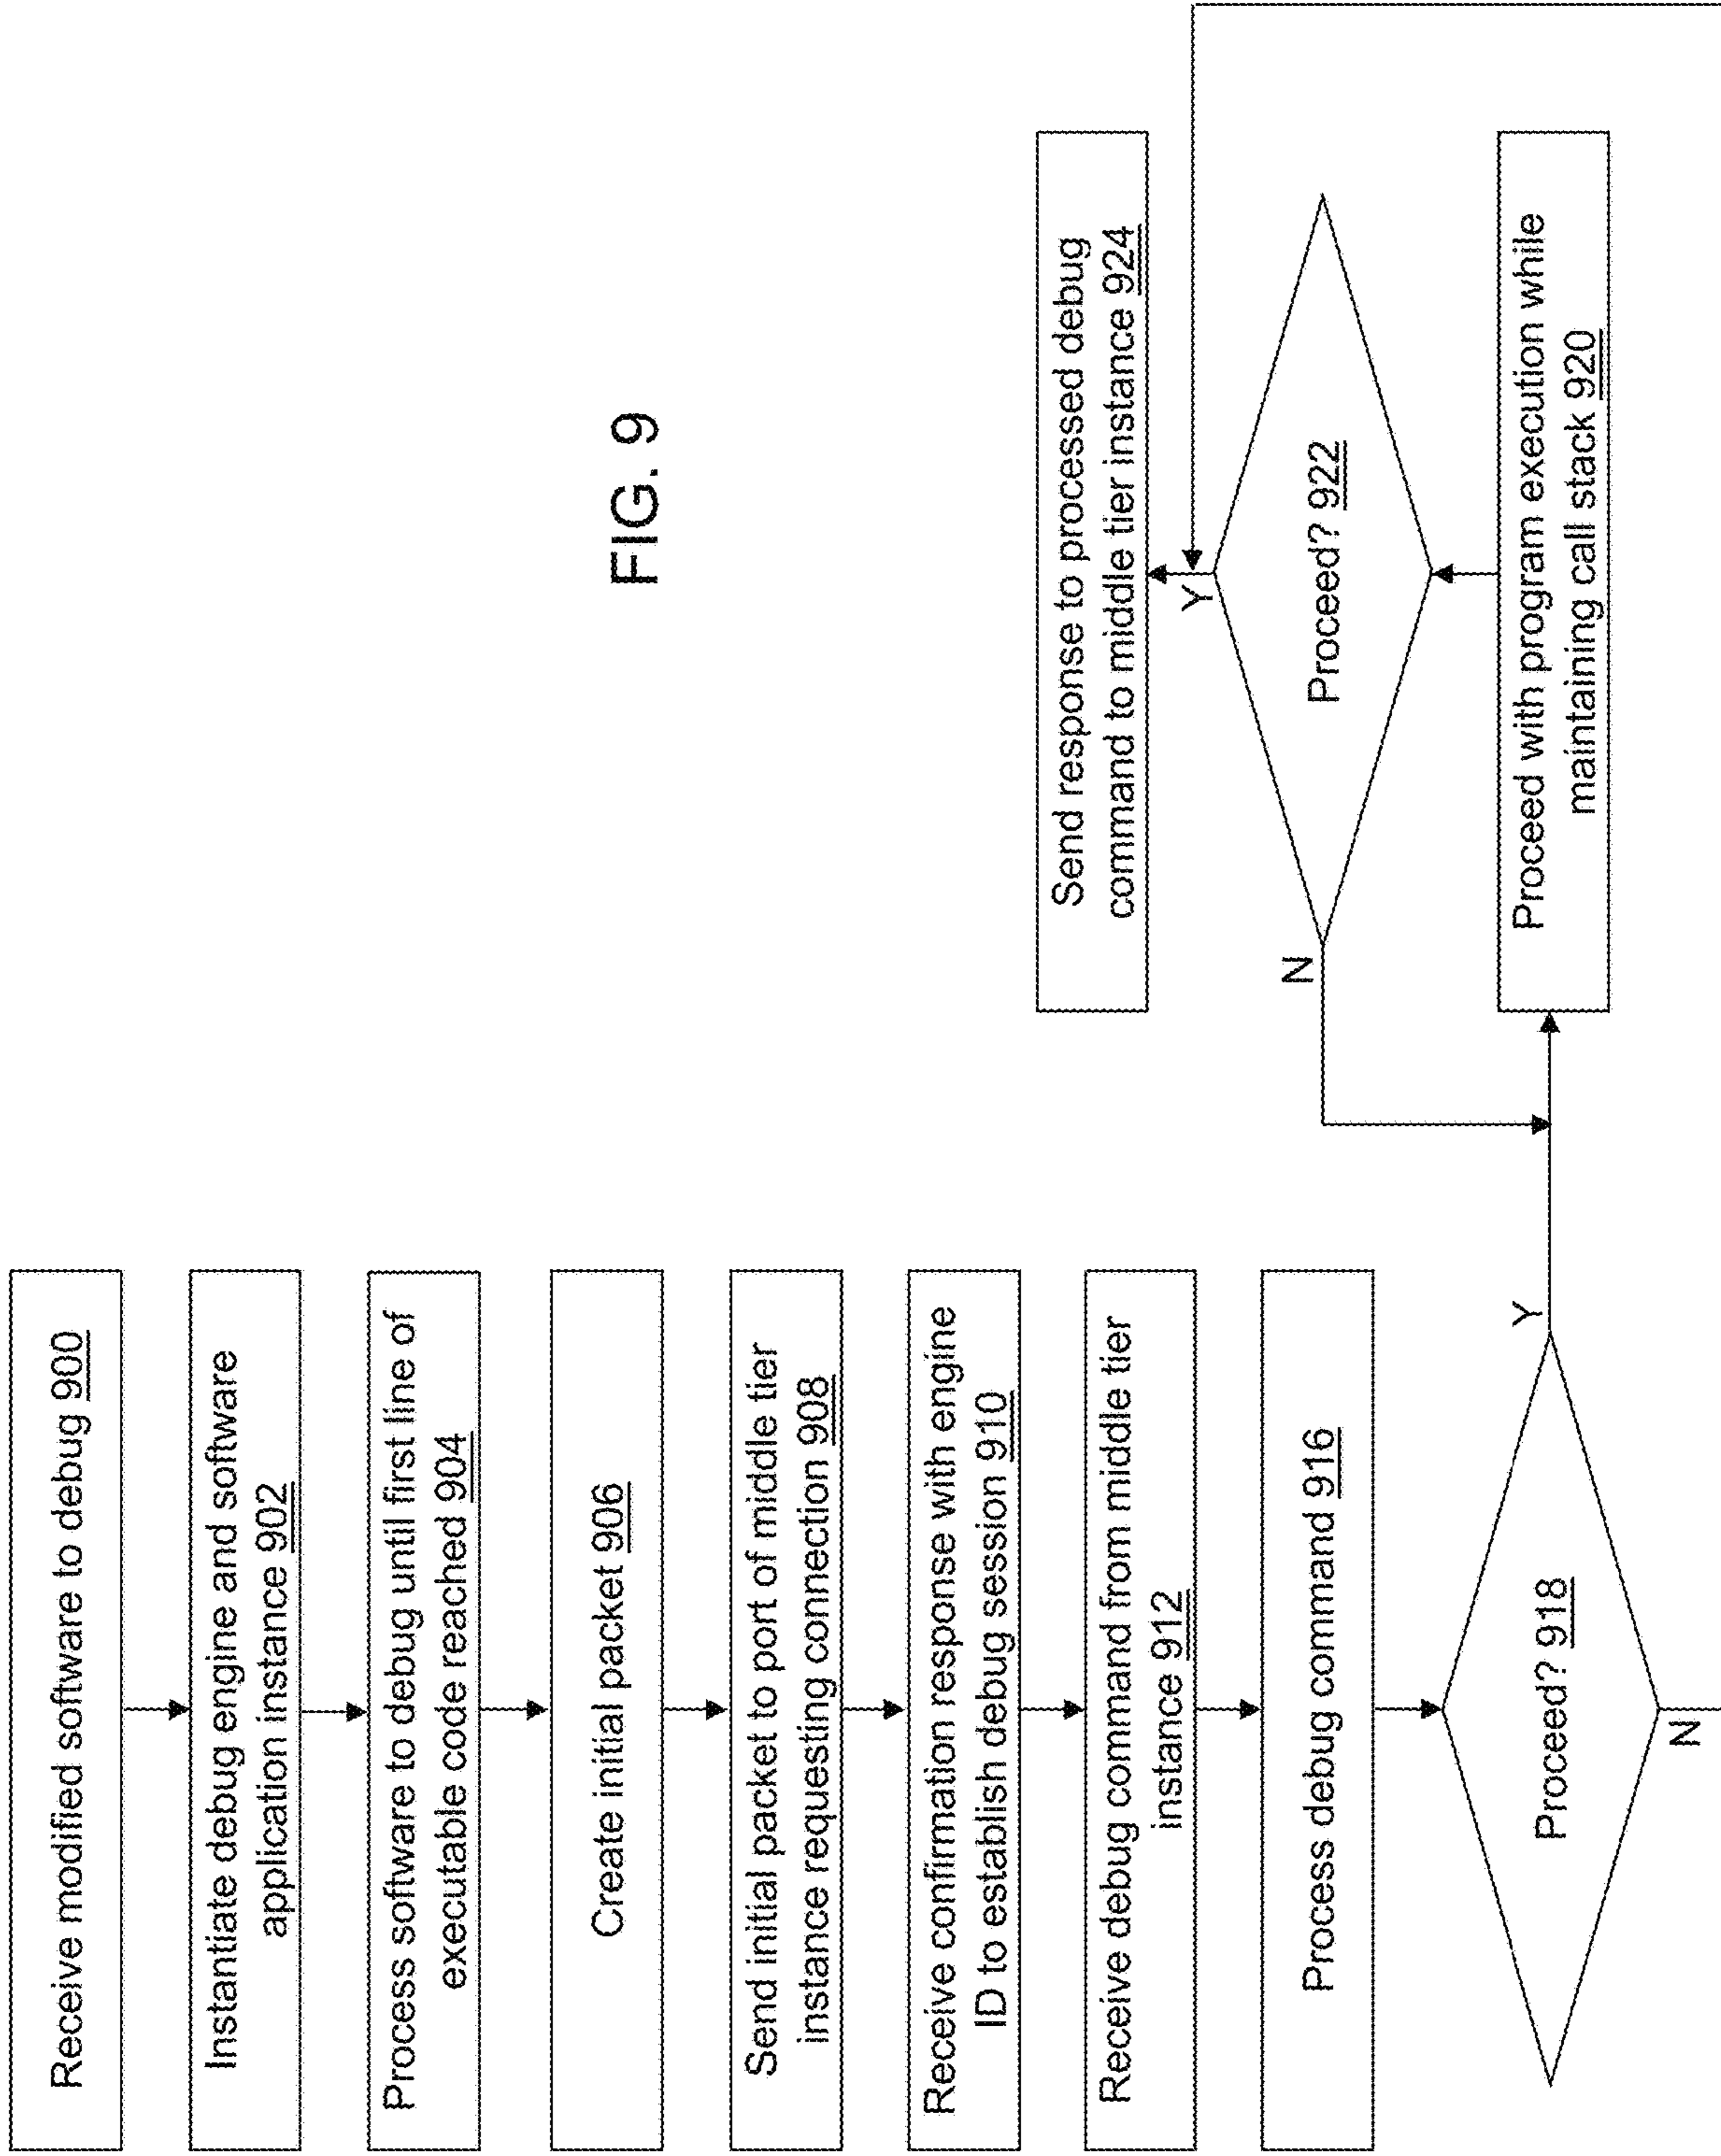 Receive modified software to debug 900
Instantiate debug engine and software
application instance 902
Process software to debug until first line of
executable code reached 904
Create initial packet 906
Send initial packet to port of middle tier
instance requesting connection 908
Receive confirmation response with engine
ID to establish debug session 910
Receive debug command from middle tier
instance 912
Process debug command 916
Proceed? 918
Y
N
Proceed with program execution while
maintaining call stack 920
Proceed? 922
N
Y
Send response to processed debug
command to middle tier instance 924
FIG. 9